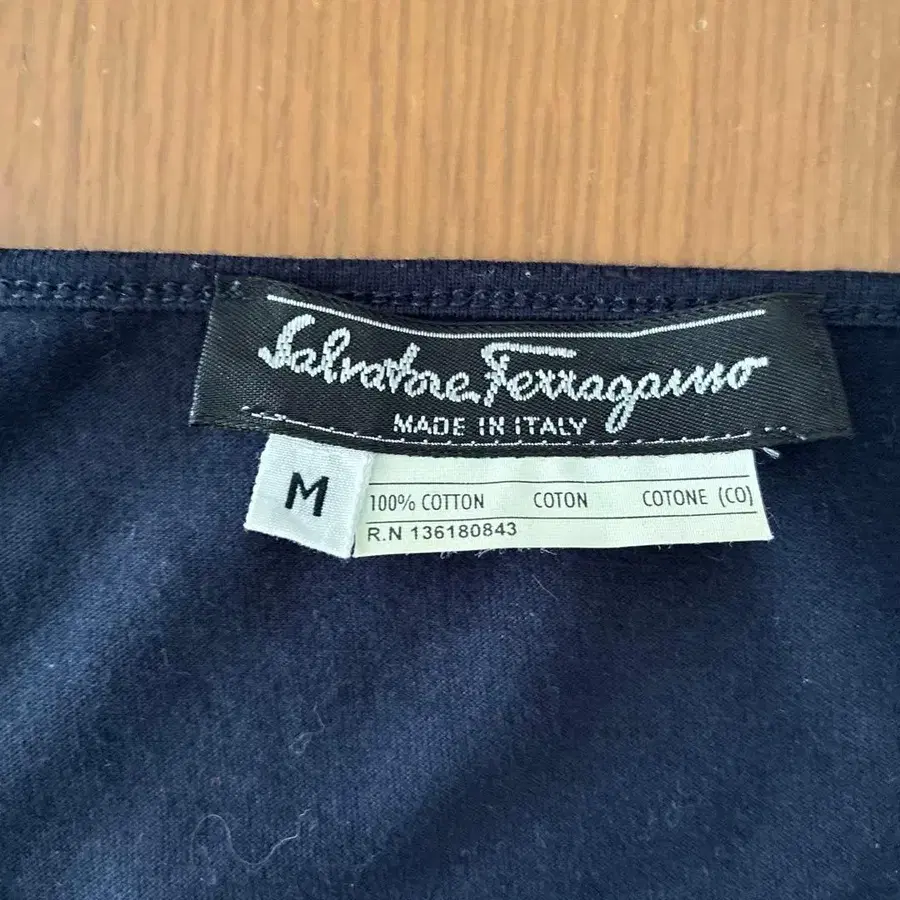 Salvatore Ferragamo
MADE IN ITALY
M
100% COTTON COTON COTONE (CO)
R.N 136180843